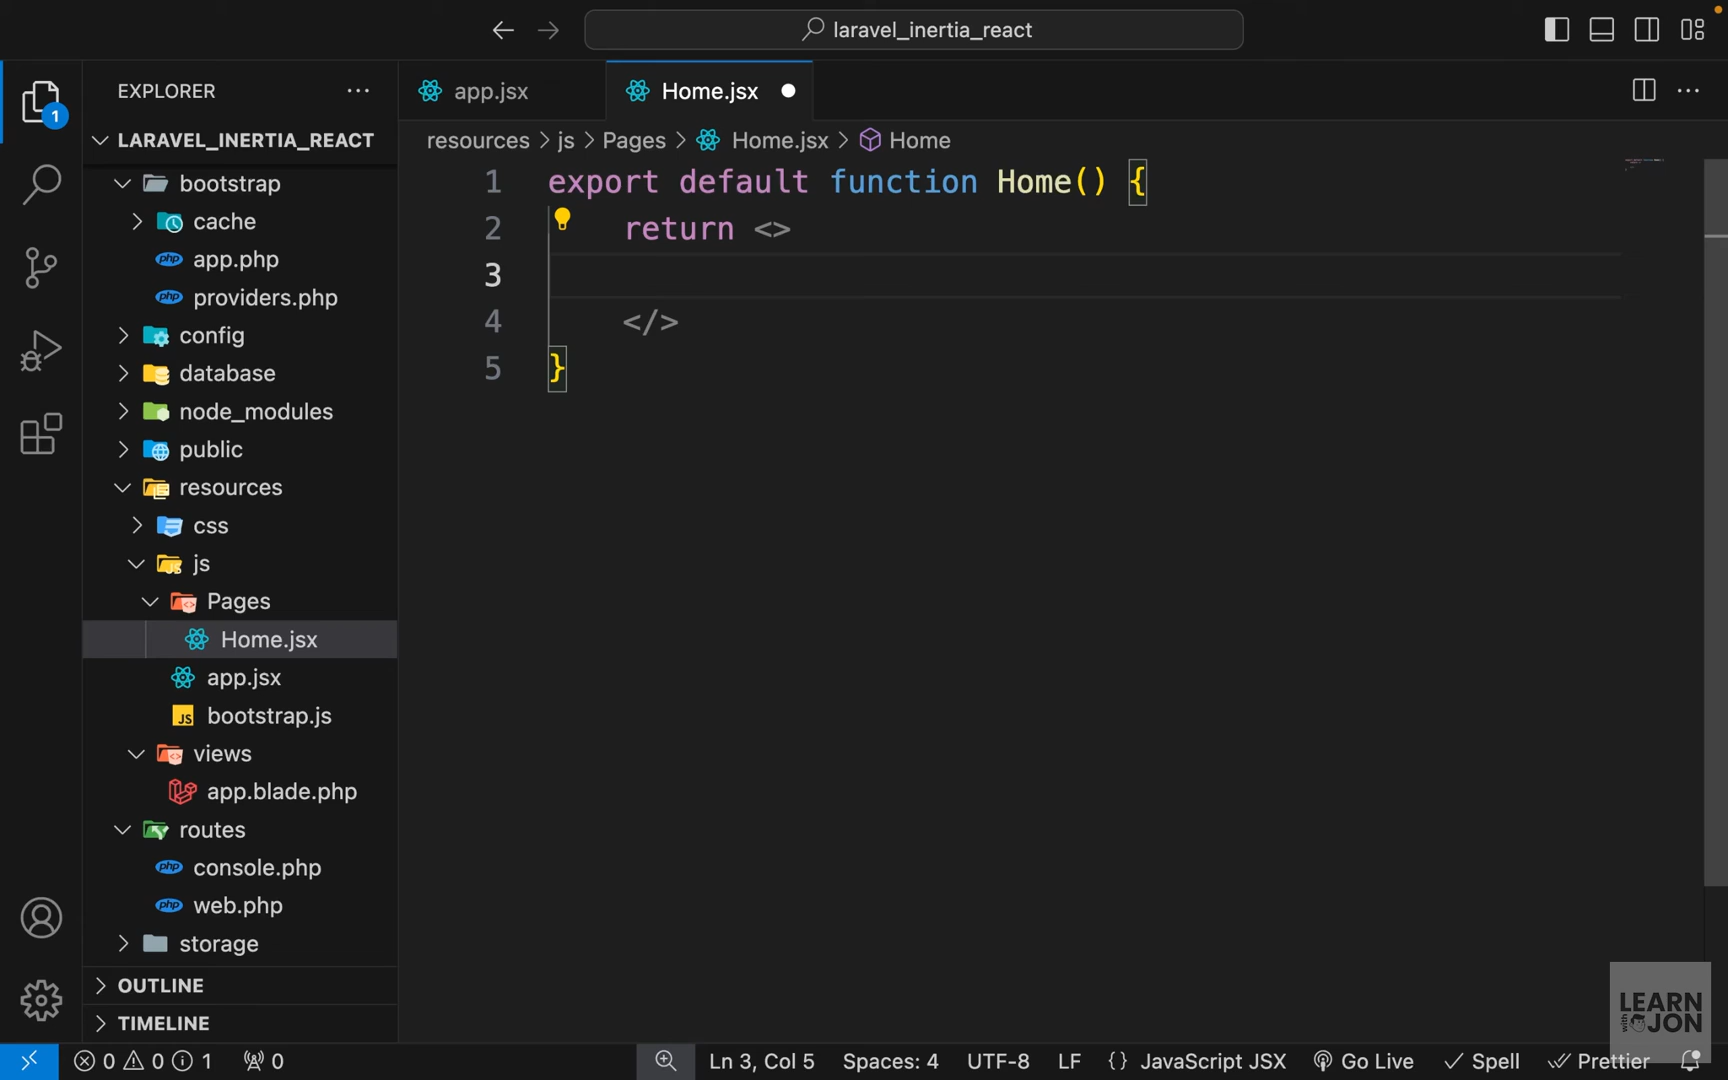 laravel_inertia_react
EXPLORER
app.jsx
Home.jsx
1
LARAVEL_INERTIA_REACT
resources > js > Pages > Home.jsx > Home
bootstrap
cache
app.php
providers.php
config
database
node_modules
public
resources
css
js
Pages
Home.jsx
app.jsx
bootstrap.js
views
app.blade.php
routes
console.php
web.php
storage
OUTLINE
TIMELINE
1 export default function Home() {
2 return <>
3
4 </>
5 }
LEARN
with JON
0 0 1 0 Ln 3, Col 5 Spaces: 4 UTF-8 LF {} JavaScript JSX Go Live Spell Prettier